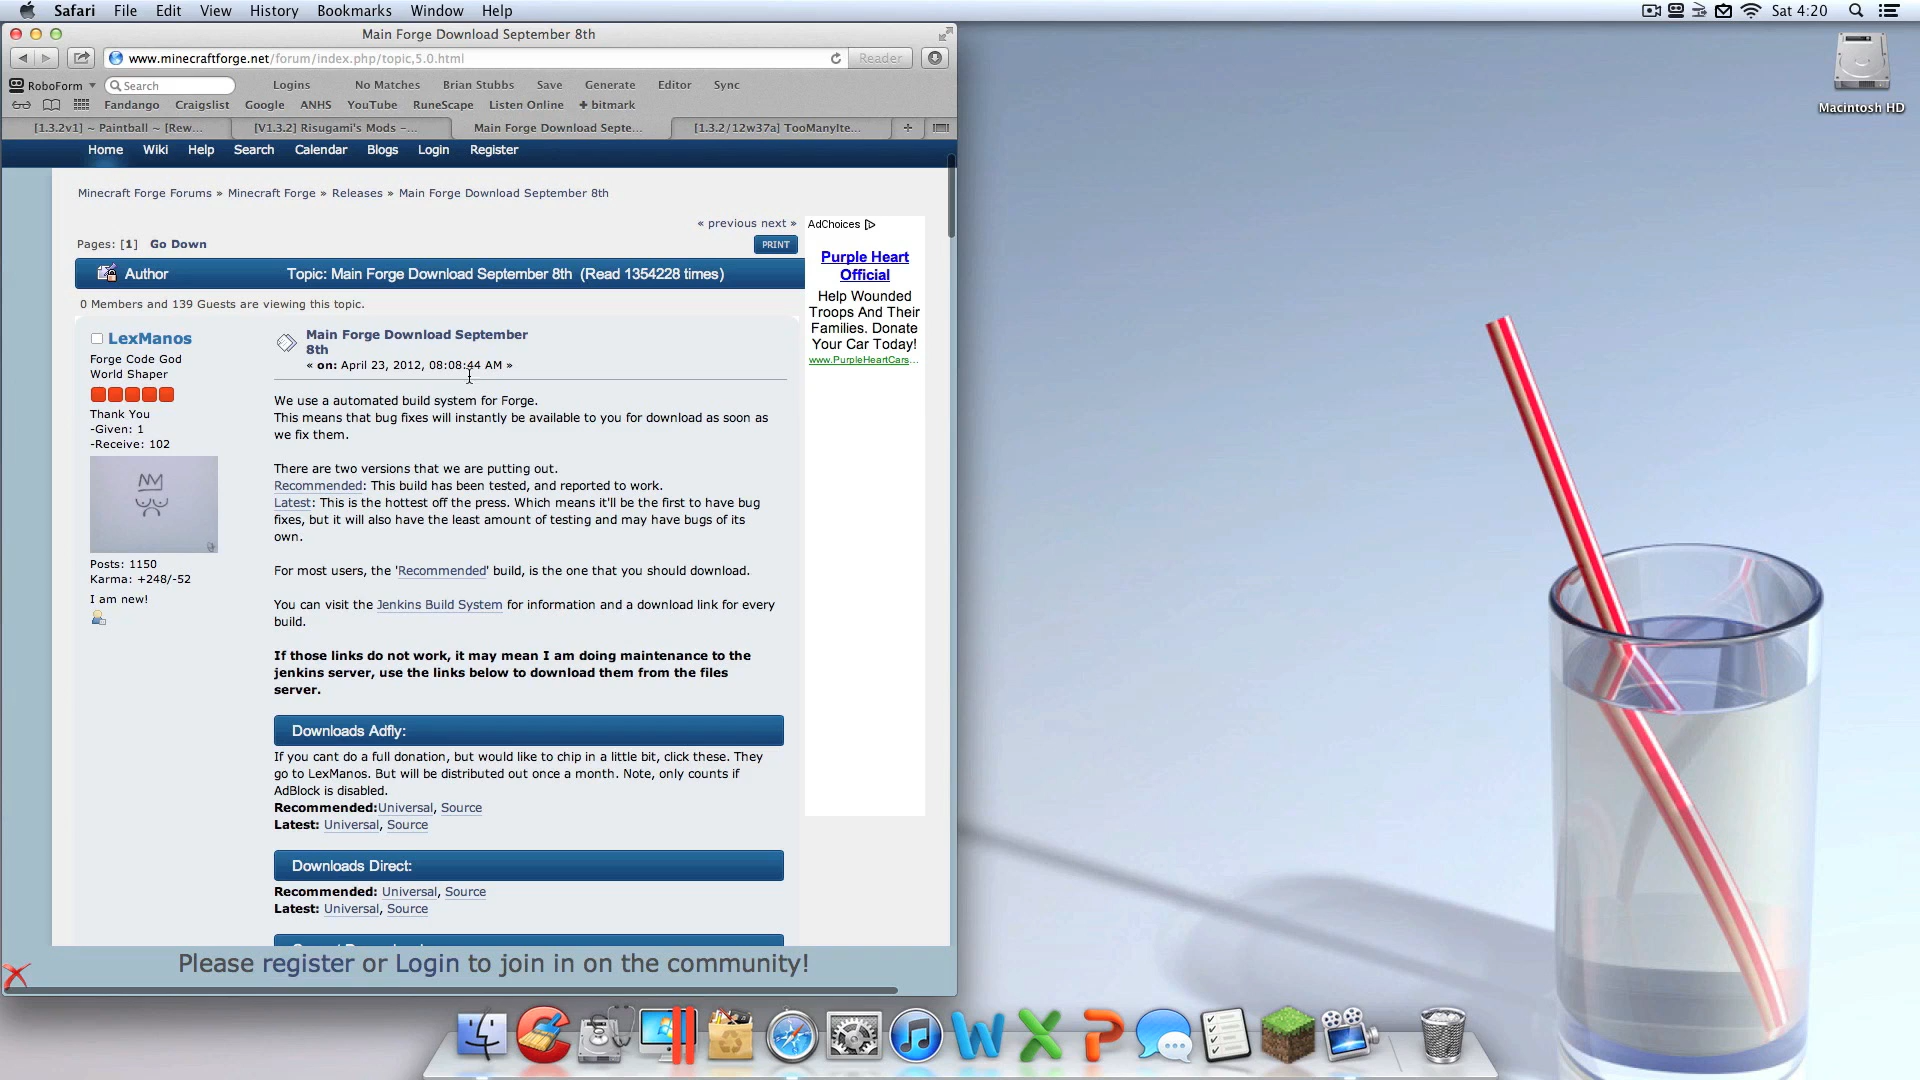 Safari File Edit View History Bookmarks Window Help
Sat 4:20
Main Forge Download September 8th
www.minecraftforge.net/forum/index.php/topic,5.0.html
Reader
RoboForm Search Logins No Matches Brian Stubbs Save Generate Editor Sync
Fandango Craigslist Google ANHS YouTube RuneScape Listen Online + bitmark
[1.3.2v1] ~ Paintball ~ [Rew... [V1.3.2] Risugami's Mods -... Main Forge Download Septe... [1.3.2/12w37a] TooManyIte... +
Home Wiki Help Search Calendar Blogs Login Register
Macintosh HD
Minecraft Forge Forums » Minecraft Forge » Releases » Main Forge Download September 8th
« previous next »
Pages: [1] Go Down
PRINT
Author Topic: Main Forge Download September 8th (Read 1354228 times)
0 Members and 139 Guests are viewing this topic.
LexManos
Forge Code God
World Shaper
Thank You
-Given: 1
-Receive: 102
Posts: 1150
Karma: +248/-52
I am new!
Main Forge Download September
8th
« on: April 23, 2012, 08:08:44 AM »
We use a automated build system for Forge.
This means that bug fixes will instantly be available to you for download as soon as
we fix them.
There are two versions that we are putting out.
Recommended: This build has been tested, and reported to work.
Latest: This is the hottest off the press. Which means it'll be the first to have bug
fixes, but it will also have the least amount of testing and may have bugs of its
own.
For most users, the 'Recommended' build, is the one that you should download.
You can visit the Jenkins Build System for information and a download link for every
build.
If those links do not work, it may mean I am doing maintenance to the
jenkins server, use the links below to download them from the files
server.
Downloads Adfly:
If you cant do a full donation, but would like to chip in a little bit, click these. They
go to LexManos. But will be distributed out once a month. Note, only counts if
AdBlock is disabled.
Recommended:Universal, Source
Latest: Universal, Source
Downloads Direct:
Recommended: Universal, Source
Latest: Universal, Source
AdChoices
Purple Heart
Official
Help Wounded
Troops And Their
Families. Donate
Your Car Today!
www.PurpleHeartCars...
Please register or Login to join in on the community!